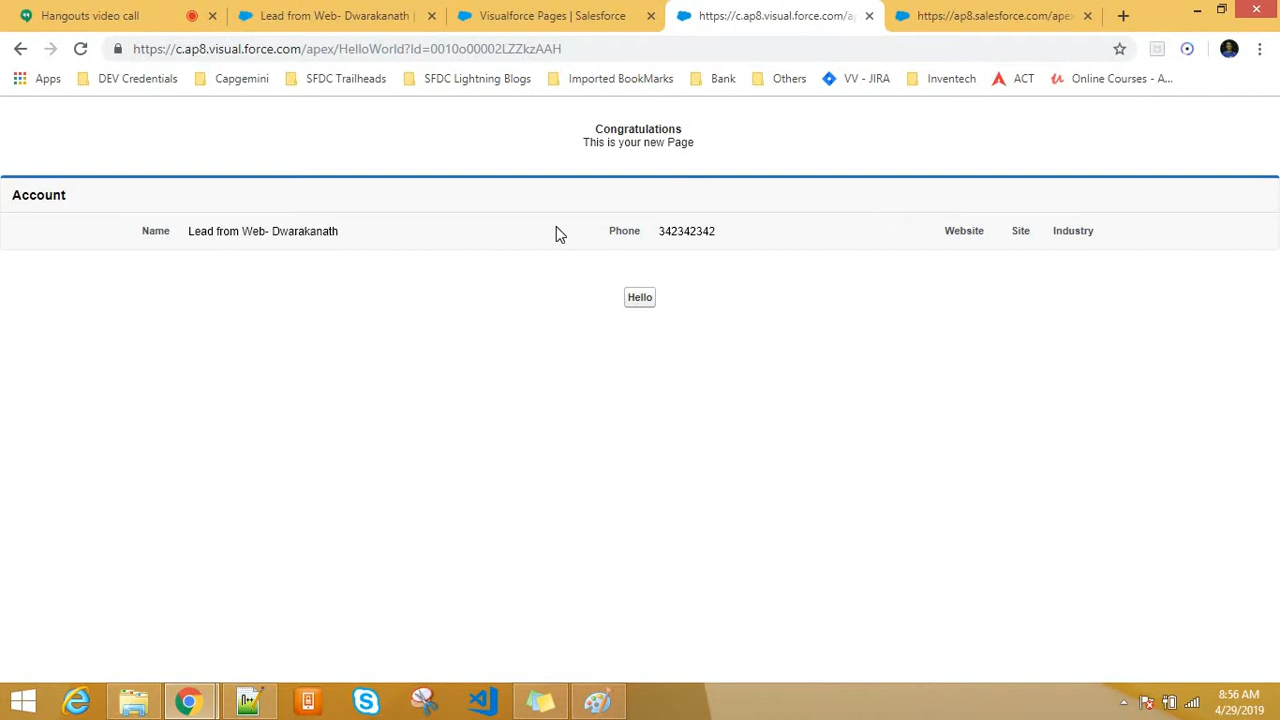 Hangouts video call
Lead from Web- Dwarakanath |
Visualforce Pages | Salesforce
https://c.ap8.visual.force.com/a
https://ap8.salesforce.com/apex
https://c.ap8.visual.force.com/apex/HelloWorld?Id=0010o00002LZZkzAAH
Apps DEV Credentials Capgemini SFDC Trailheads SFDC Lightning Blogs Imported BookMarks Bank Others VV - JIRA Inventech ACT Online Courses - A...
Congratulations
This is your new Page
Account
Name Lead from Web- Dwarakanath Phone 342342342 Website Site Industry
Hello
8:56 AM
4/29/2019